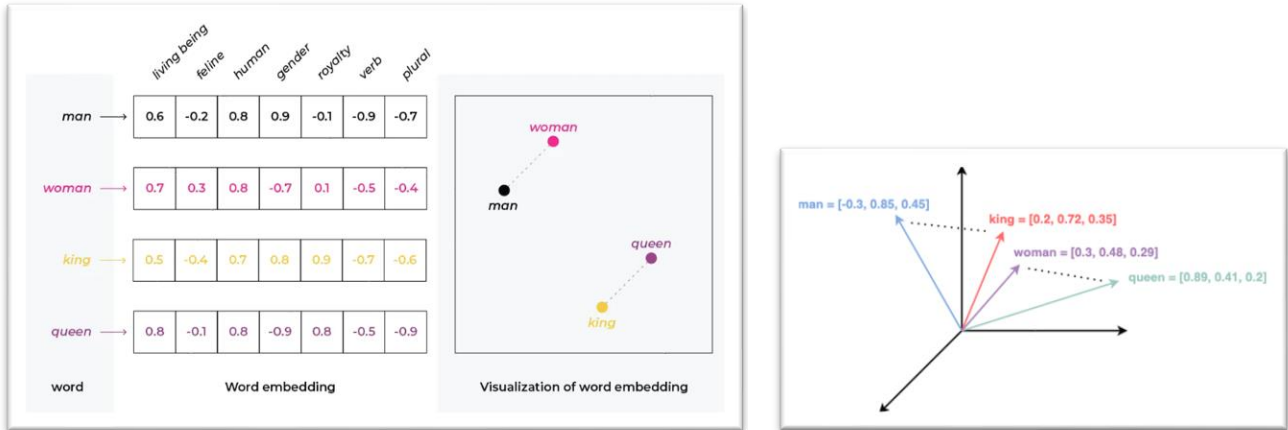 living being feline human gender royalty verb plural
man 0.6 -0.2 0.8 0.9 -0.1 -0.9 -0.7
woman 0.7 0.3 0.8 -0.7 0.1 -0.5 -0.4
king 0.5 -0.4 0.7 0.8 0.9 -0.7 -0.6
queen 0.8 -0.1 0.8 -0.9 0.8 -0.5 -0.9
word Word embedding
woman
man
queen
king
Visualization of word embedding
man = [-0.3, 0.85, 0.45]
king = [0.2, 0.72, 0.35]
woman = [0.3, 0.48, 0.29]
queen = [0.89, 0.41, 0.2]